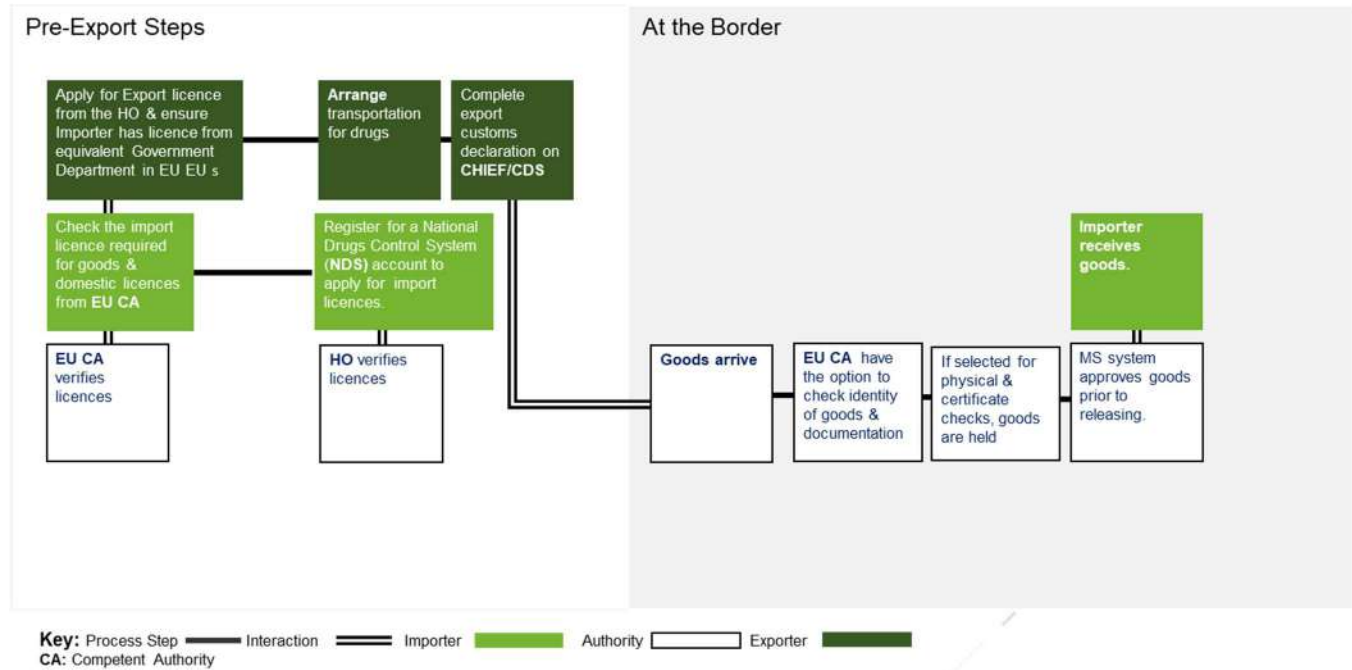 Pre-Export Steps
At the Border
Apply for Export licence
from the HO & ensure
Importer has licence from
equivalent Government
Department in EU EU s
Arrange
transportation
for drugs
Complete
export
customs
declaration on
CHIEF/CDS
Check the import
licence required
for goods &
domestic licences
from EU CA
Register for a National
Drugs Control System
(NDS) account to
apply for import
licences.
Importer
receives
goods.
EU CA
verifies
licences
HO verifies
licences
Goods arrive
EU CA have
the option to
check identity
of goods &
documentation
If selected for
physical &
certificate
checks, goods
are held
MS system
approves goods
prior to
releasing.
Key: Process Step Interaction Importer Authority Exporter
CA: Competent Authority